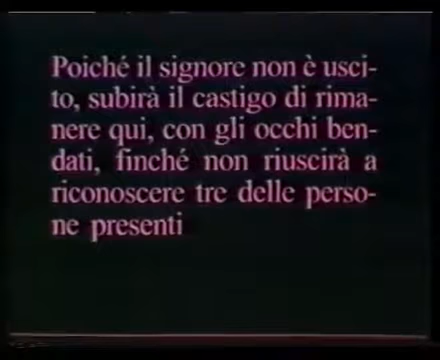 Poiché il signore non è usci-
to, subirà il castigo di rima-
nere qui, con gli occhi ben-
dati, finché non riuscirà a
riconoscere tre delle perso-
ne presenti